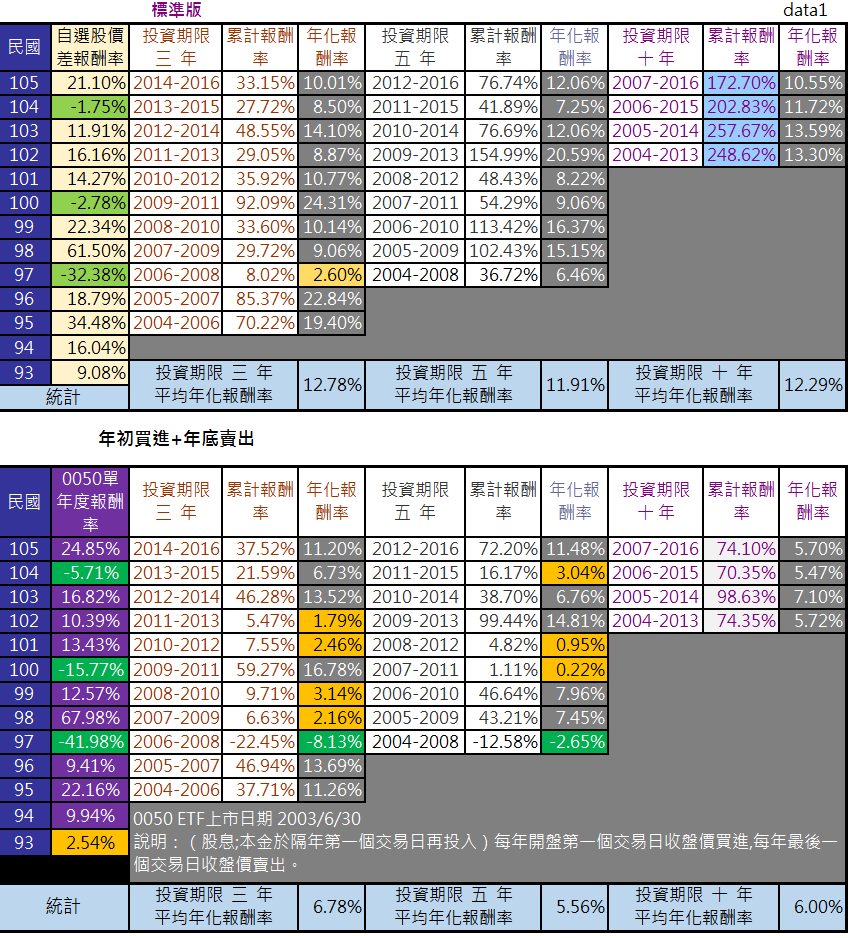 標準版 data1
民國 自選股價差報酬率 投資期限三 年 累計報酬率 年化報酬率 投資期限五 年 累計報酬率 年化報酬率 投資期限十 年 累計報酬率 年化報酬率
105 21.10% 2014-2016 33.15% 10.01% 2012-2016 76.74% 12.06% 2007-2016 172.70% 10.55%
104 -1.75% 2013-2015 27.72% 8.50% 2011-2015 41.89% 7.25% 2006-2015 202.83% 11.72%
103 11.91% 2012-2014 48.55% 14.10% 2010-2014 76.69% 12.06% 2005-2014 257.67% 13.59%
102 16.16% 2011-2013 29.05% 8.87% 2009-2013 154.99% 20.59% 2004-2013 248.62% 13.30%
101 14.27% 2010-2012 35.92% 10.77% 2008-2012 48.43% 8.22%
100 -2.78% 2009-2011 92.09% 24.31% 2007-2011 54.29% 9.06%
99 22.34% 2008-2010 33.60% 10.14% 2006-2010 113.42% 16.37%
98 61.50% 2007-2009 29.72% 9.06% 2005-2009 102.43% 15.15%
97 -32.38% 2006-2008 8.02% 2.60% 2004-2008 36.72% 6.46%
96 18.79% 2005-2007 85.37% 22.84%
95 34.48% 2004-2006 70.22% 19.40%
94 16.04%
93 9.08%
統計 投資期限 三 年平均年化報酬率 12.78% 投資期限 五 年平均年化報酬率 11.91% 投資期限 十 年平均年化報酬率 12.29%
年初買進+年底賣出
民國 0050單年度報酬率 投資期限三 年 累計報酬率 年化報酬率 投資期限五 年 累計報酬率 年化報酬率 投資期限十 年 累計報酬率 年化報酬率
105 24.85% 2014-2016 37.52% 11.20% 2012-2016 72.20% 11.48% 2007-2016 74.10% 5.70%
104 -5.71% 2013-2015 21.59% 6.73% 2011-2015 16.17% 3.04% 2006-2015 70.35% 5.47%
103 16.82% 2012-2014 46.28% 13.52% 2010-2014 38.70% 6.76% 2005-2014 98.63% 7.10%
102 10.39% 2011-2013 5.47% 1.79% 2009-2013 99.44% 14.81% 2004-2013 74.35% 5.72%
101 13.43% 2010-2012 7.55% 2.46% 2008-2012 4.82% 0.95%
100 -15.77% 2009-2011 59.27% 16.78% 2007-2011 1.11% 0.22%
99 12.57% 2008-2010 9.71% 3.14% 2006-2010 46.64% 7.96%
98 67.98% 2007-2009 6.63% 2.16% 2005-2009 43.21% 7.45%
97 -41.98% 2006-2008 -22.45% -8.13% 2004-2008 -12.58% -2.65%
96 9.41% 2005-2007 46.94% 13.69%
95 22.16% 2004-2006 37.71% 11.26%
94 9.94%
93 2.54%
0050 ETF上市日期 2003/6/30
說明：（股息;本金於隔年第一個交易日再投入）每年開盤第一個交易日收盤價買進,每年最後一
個交易日收盤價賣出。
統計 投資期限 三 年平均年化報酬率 6.78% 投資期限 五 年平均年化報酬率 5.56% 投資期限 十 年平均年化報酬率 6.00%